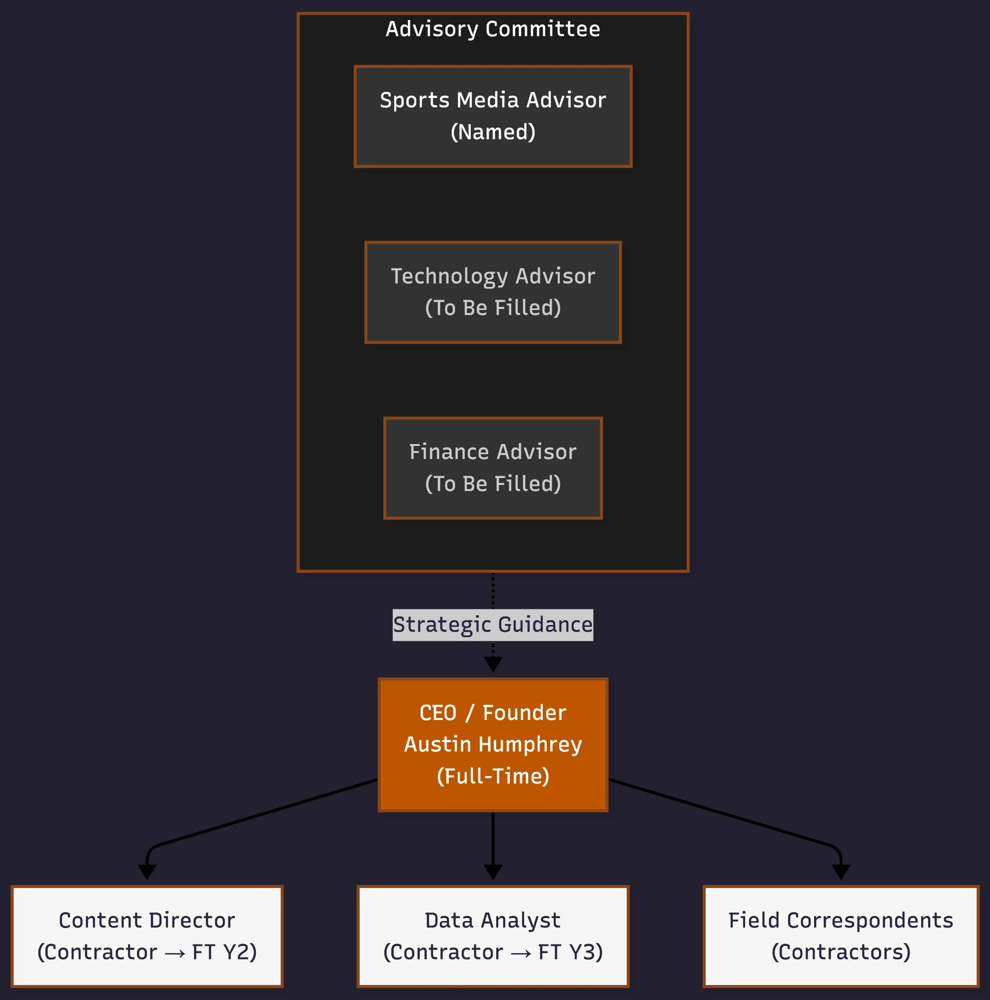 Advisory Committee
Sports Media Advisor
(Named)
Technology Advisor
(To Be Filled)
Finance Advisor
(To Be Filled)
Strategic Guidance
CEO / Founder
Austin Humphrey
(Full-Time)
Content Director
(Contractor → FT Y2)
Data Analyst
(Contractor → FT Y3)
Field Correspondents
(Contractors)